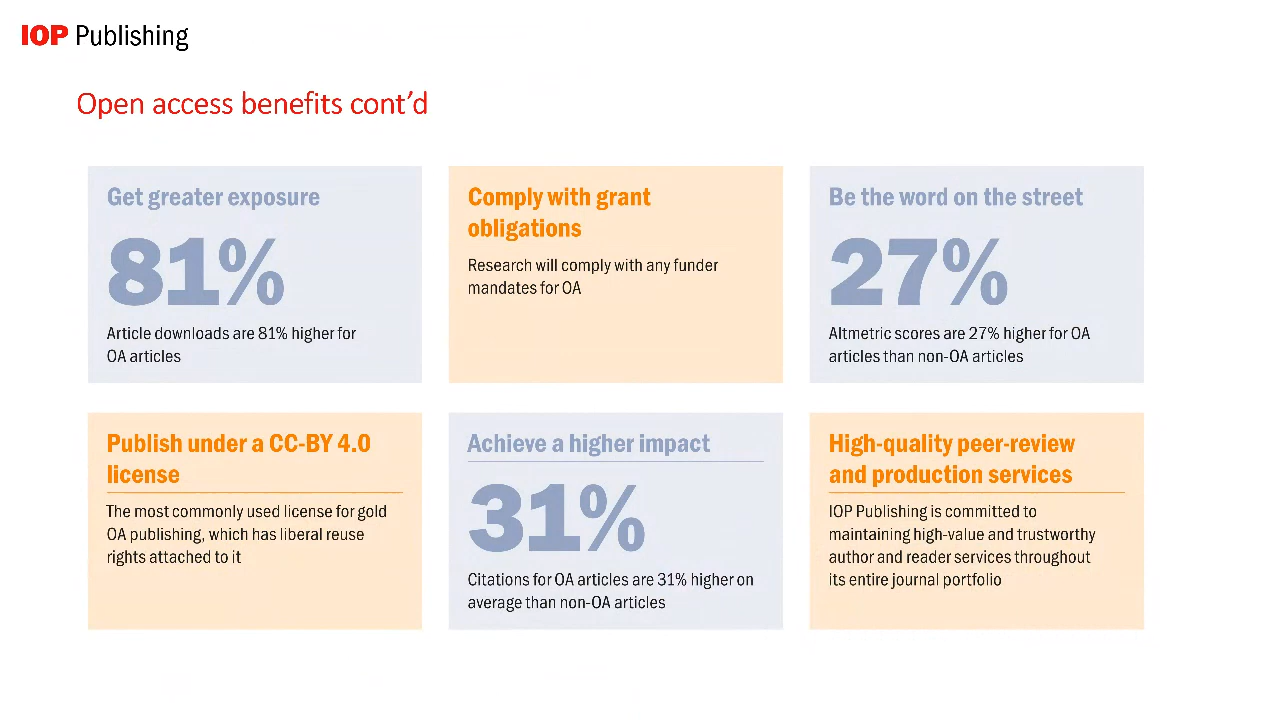 IOP Publishing
Open access benefits cont’d
Get greater exposure
81%
Article downloads are 81% higher for
OA articles
Comply with grant
obligations
Research will comply with any funder
mandates for OA
Be the word on the street
27%
Altmetric scores are 27% higher for OA
articles than non-OA articles
Publish under a CC-BY 4.0
license
The most commonly used license for gold
OA publishing, which has liberal reuse
rights attached to it
Achieve a higher impact
31%
Citations for OA articles are 31% higher on
average than non-OA articles
High-quality peer-review
and production services
IOP Publishing is committed to
maintaining high-value and trustworthy
author and reader services throughout
its entire journal portfolio